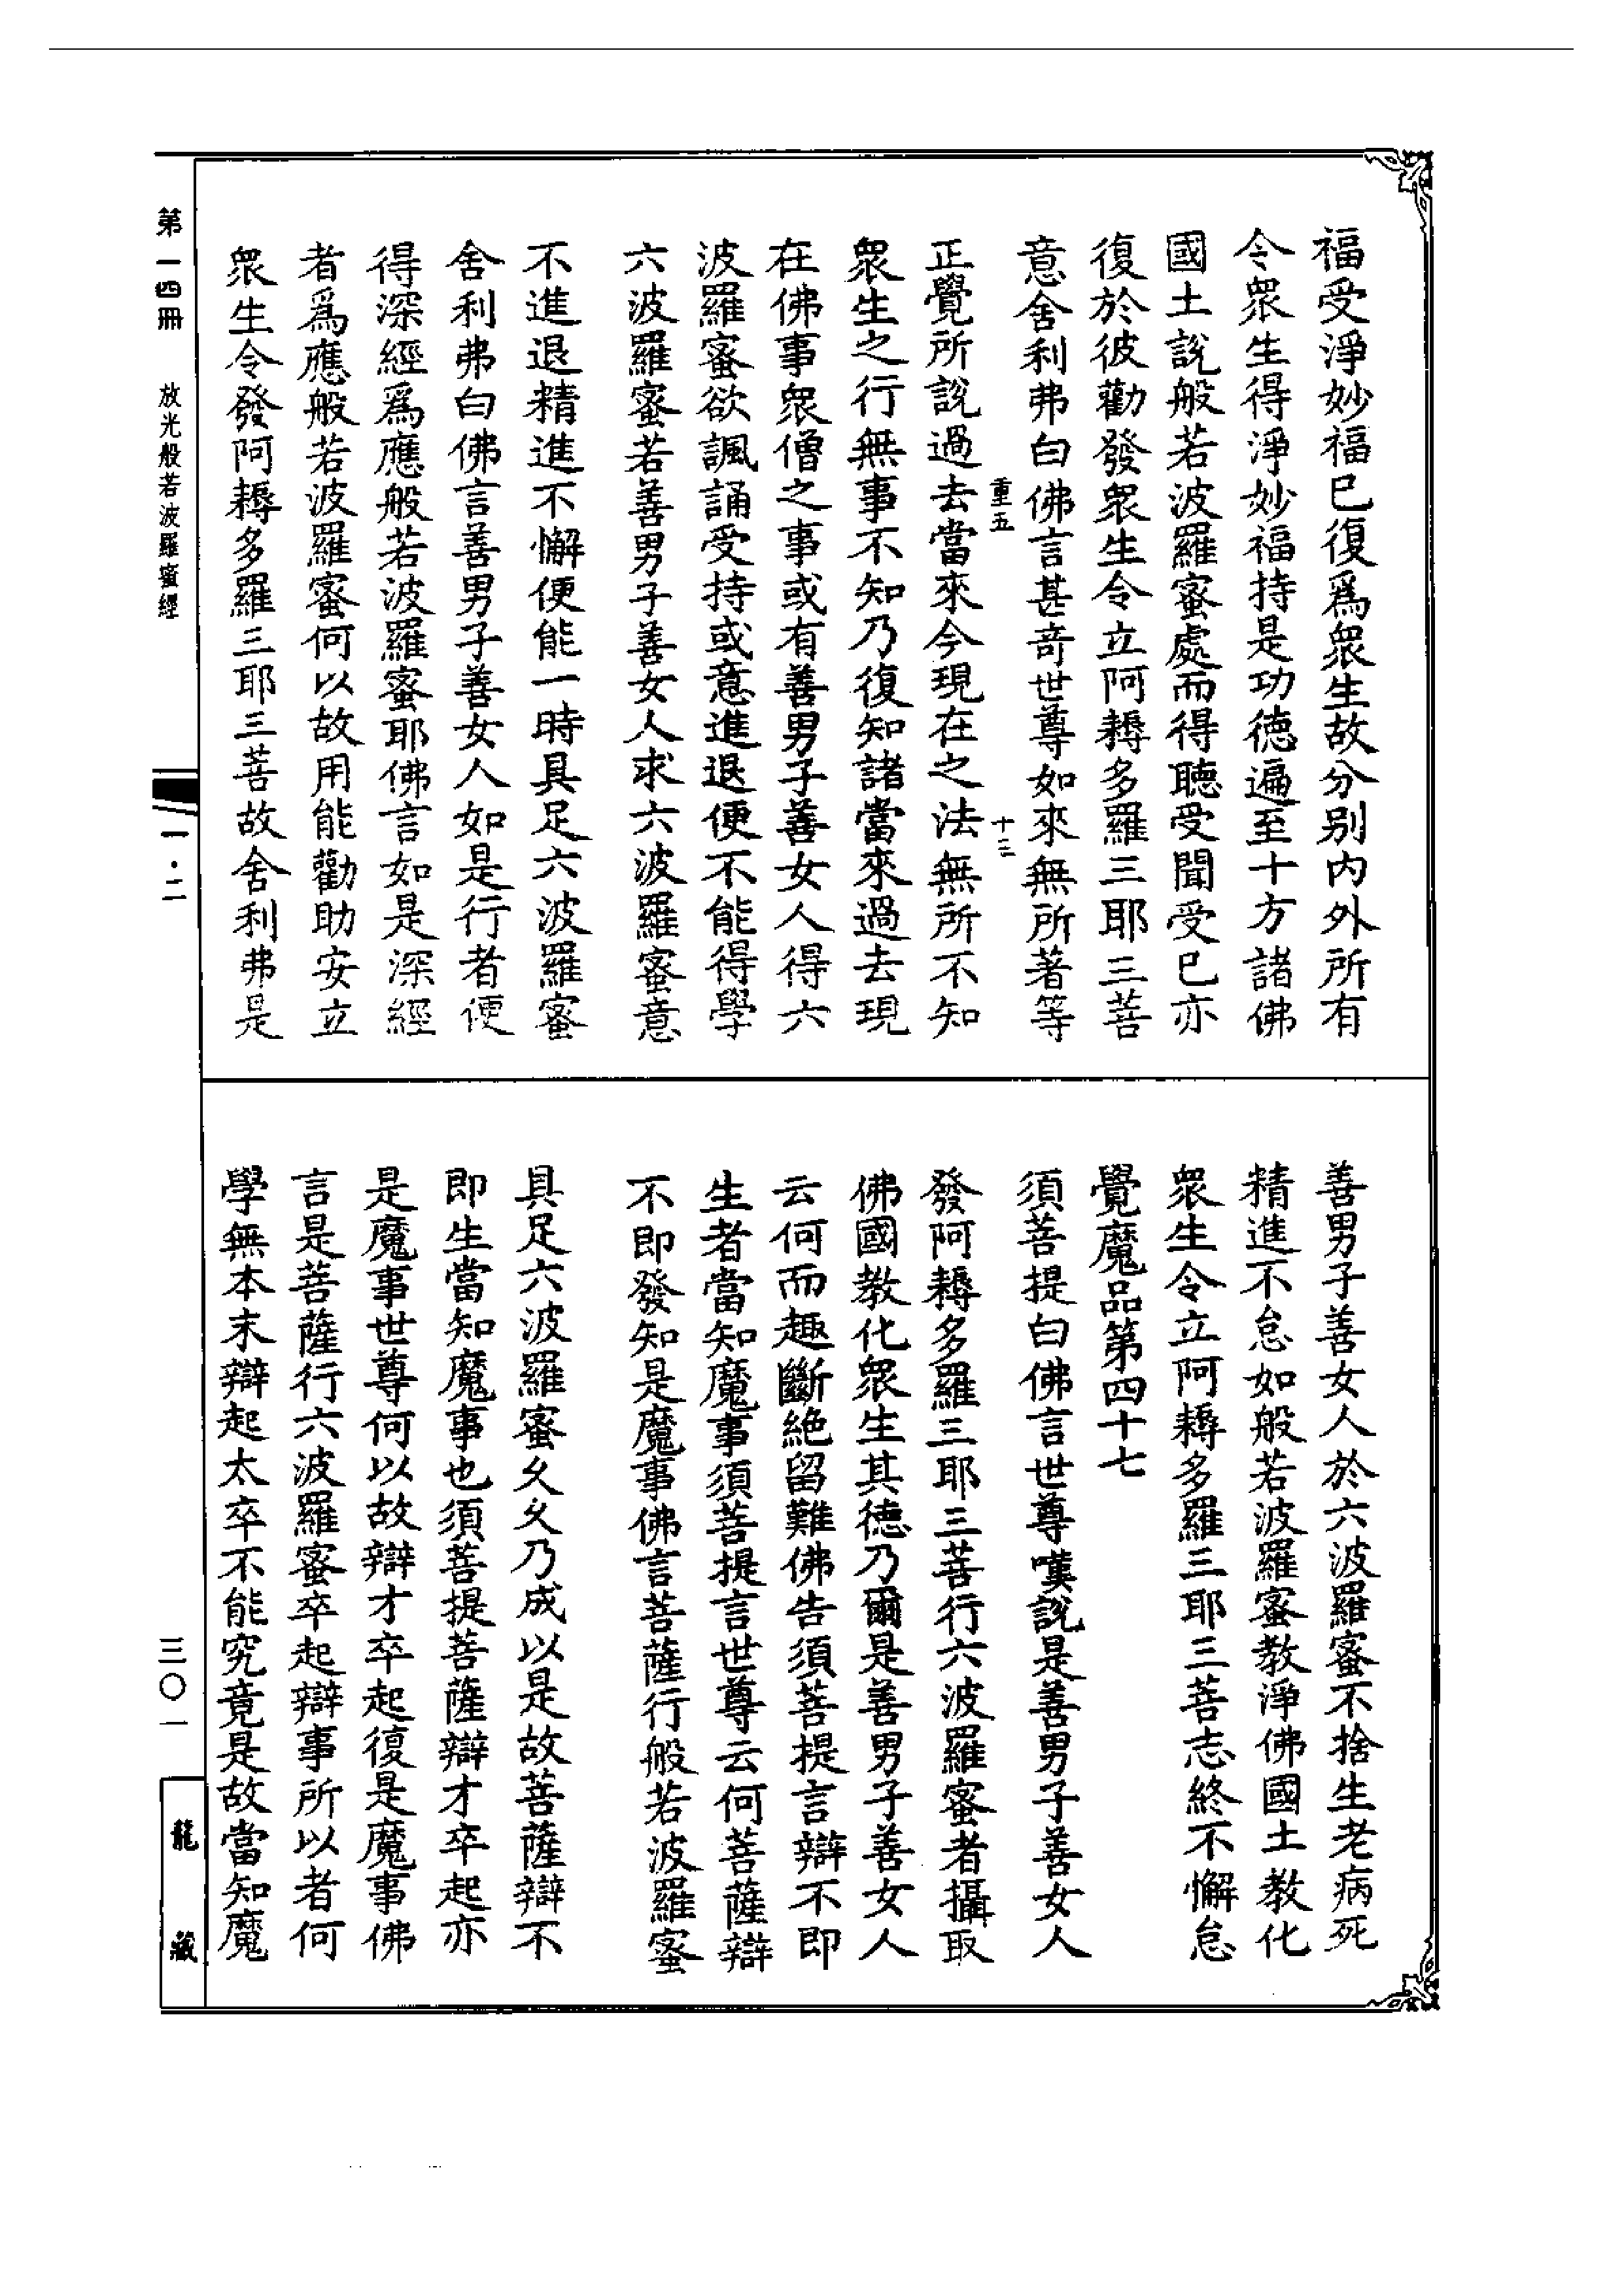 福受淨妙福已復爲衆生故分别内外所有
令衆生得淨妙福持是功德遍至十方諸佛
國土說般若波羅蜜處而得聽受聞受已亦
復於彼勸發衆生令立阿耨多羅三耶三菩
意舍利弗白佛言甚奇世尊如來無所著等
重五 十三
正覺所說過去當來今現在之法無所不知
衆生之行無事不知乃復知諸當來過去現
在佛事衆僧之事或有善男子善女人得六
波羅蜜欲諷誦受持或意進退便不能得學
六波羅蜜若善男子善女人求六波羅蜜意
不進退精進不懈便能一時具足六波羅蜜
舍利弗白佛言善男子善女人如是行者便
得深經爲應般若波羅蜜耶佛言如是深經
者爲應般若波羅蜜何以故用能勸助安立
衆生令發阿耨多羅三耶三菩故舍利弗是
善男子善女人於六波羅蜜不捨生老病死
精進不怠如般若波羅蜜教淨佛國土教化
衆生令立阿耨多羅三耶三菩志終不懈怠
覺魔品第四十七
須菩提白佛言世尊嘆說是善男子善女人
發阿耨多羅三耶三菩行六波羅蜜者攝取
佛國教化衆生其德乃爾是善男子善女人
云何而趣斷絶留難佛告須菩提言辯不即
生者當知魔事須菩提言世尊云何菩薩辯
不即發知是魔事佛言菩薩行般若波羅蜜
具足六波羅蜜久久乃成以是故菩薩辯不
即生當知魔事也須菩提菩薩辯才卒起亦
是魔事世尊何以故辯才卒起復是魔事佛
言是菩薩行六波羅蜜卒起辯事所以者何
學無本末辯起太卒不能究竟是故當知魔
第一四冊 放光般若波羅蜜經
一·二
三〇一
龍藏